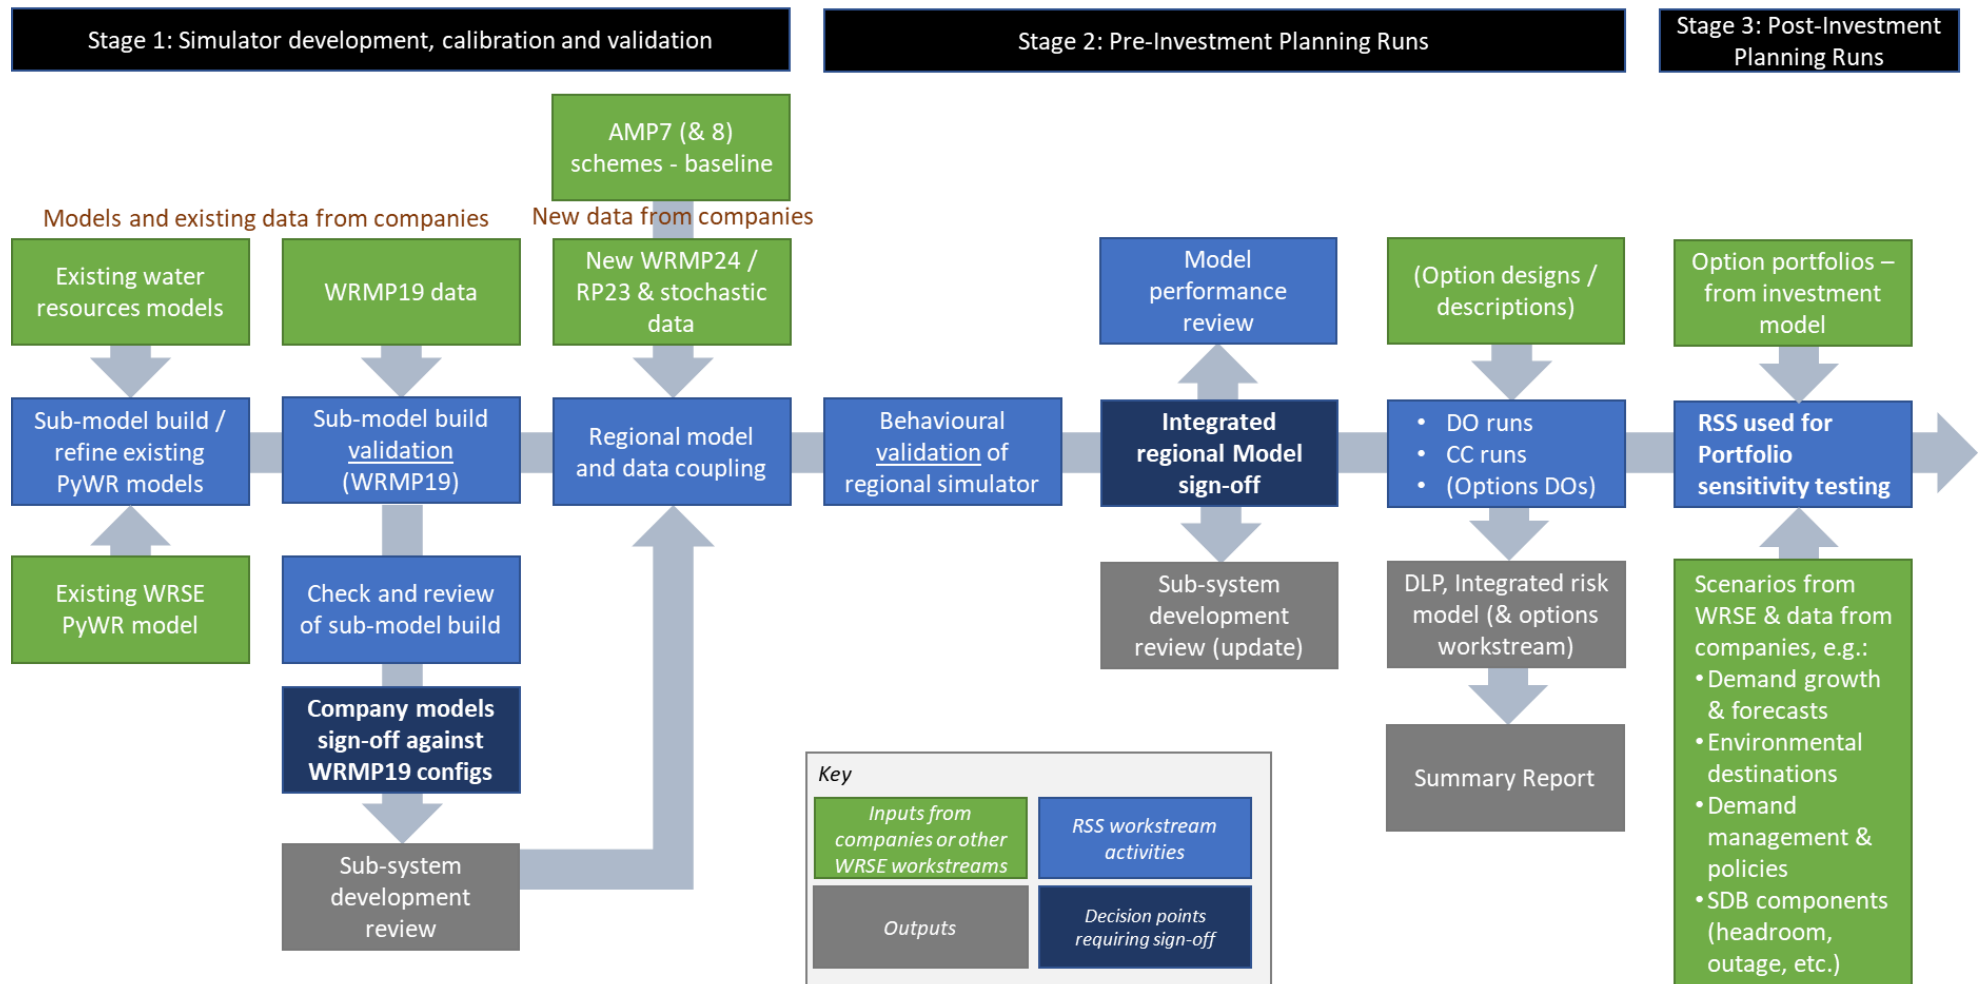 Stage 1: Simulator development, calibration and validation
Stage 2: Pre-Investment Planning Runs
Stage 3: Post-Investment
Planning Runs
AMP7 (& 8)
schemes - baseline
Models and existing data from companies
New data from companies
Existing water
resources models
WRMP19 data
New WRMP24 /
RP23 & stochastic
data
Model
performance
review
(Option designs /
descriptions)
Option portfolios –
from investment
model
Sub-model build /
refine existing
PyWR models
Sub-model build
validation
(WRMP19)
Regional model
and data coupling
Behavioural
validation of
regional simulator
Integrated
regional Model
sign-off
• DO runs
• CC runs
• (Options DOs)
RSS used for
Portfolio
sensitivity testing
Existing WRSE
PyWR model
Check and review
of sub-model build
Sub-system
development
review (update)
DLP, Integrated risk
model (& options
workstream)
Scenarios from
WRSE & data from
companies, e.g.:
• Demand growth
& forecasts
• Environmental
destinations
• Demand
management &
policies
• SDB components
(headroom,
outage, etc.)
Company models
sign-off against
WRMP19 configs
Summary Report
Sub-system
development
review
Key
Inputs from
companies or other
WRSE workstreams
RSS workstream
activities
Outputs
Decision points
requiring sign-off